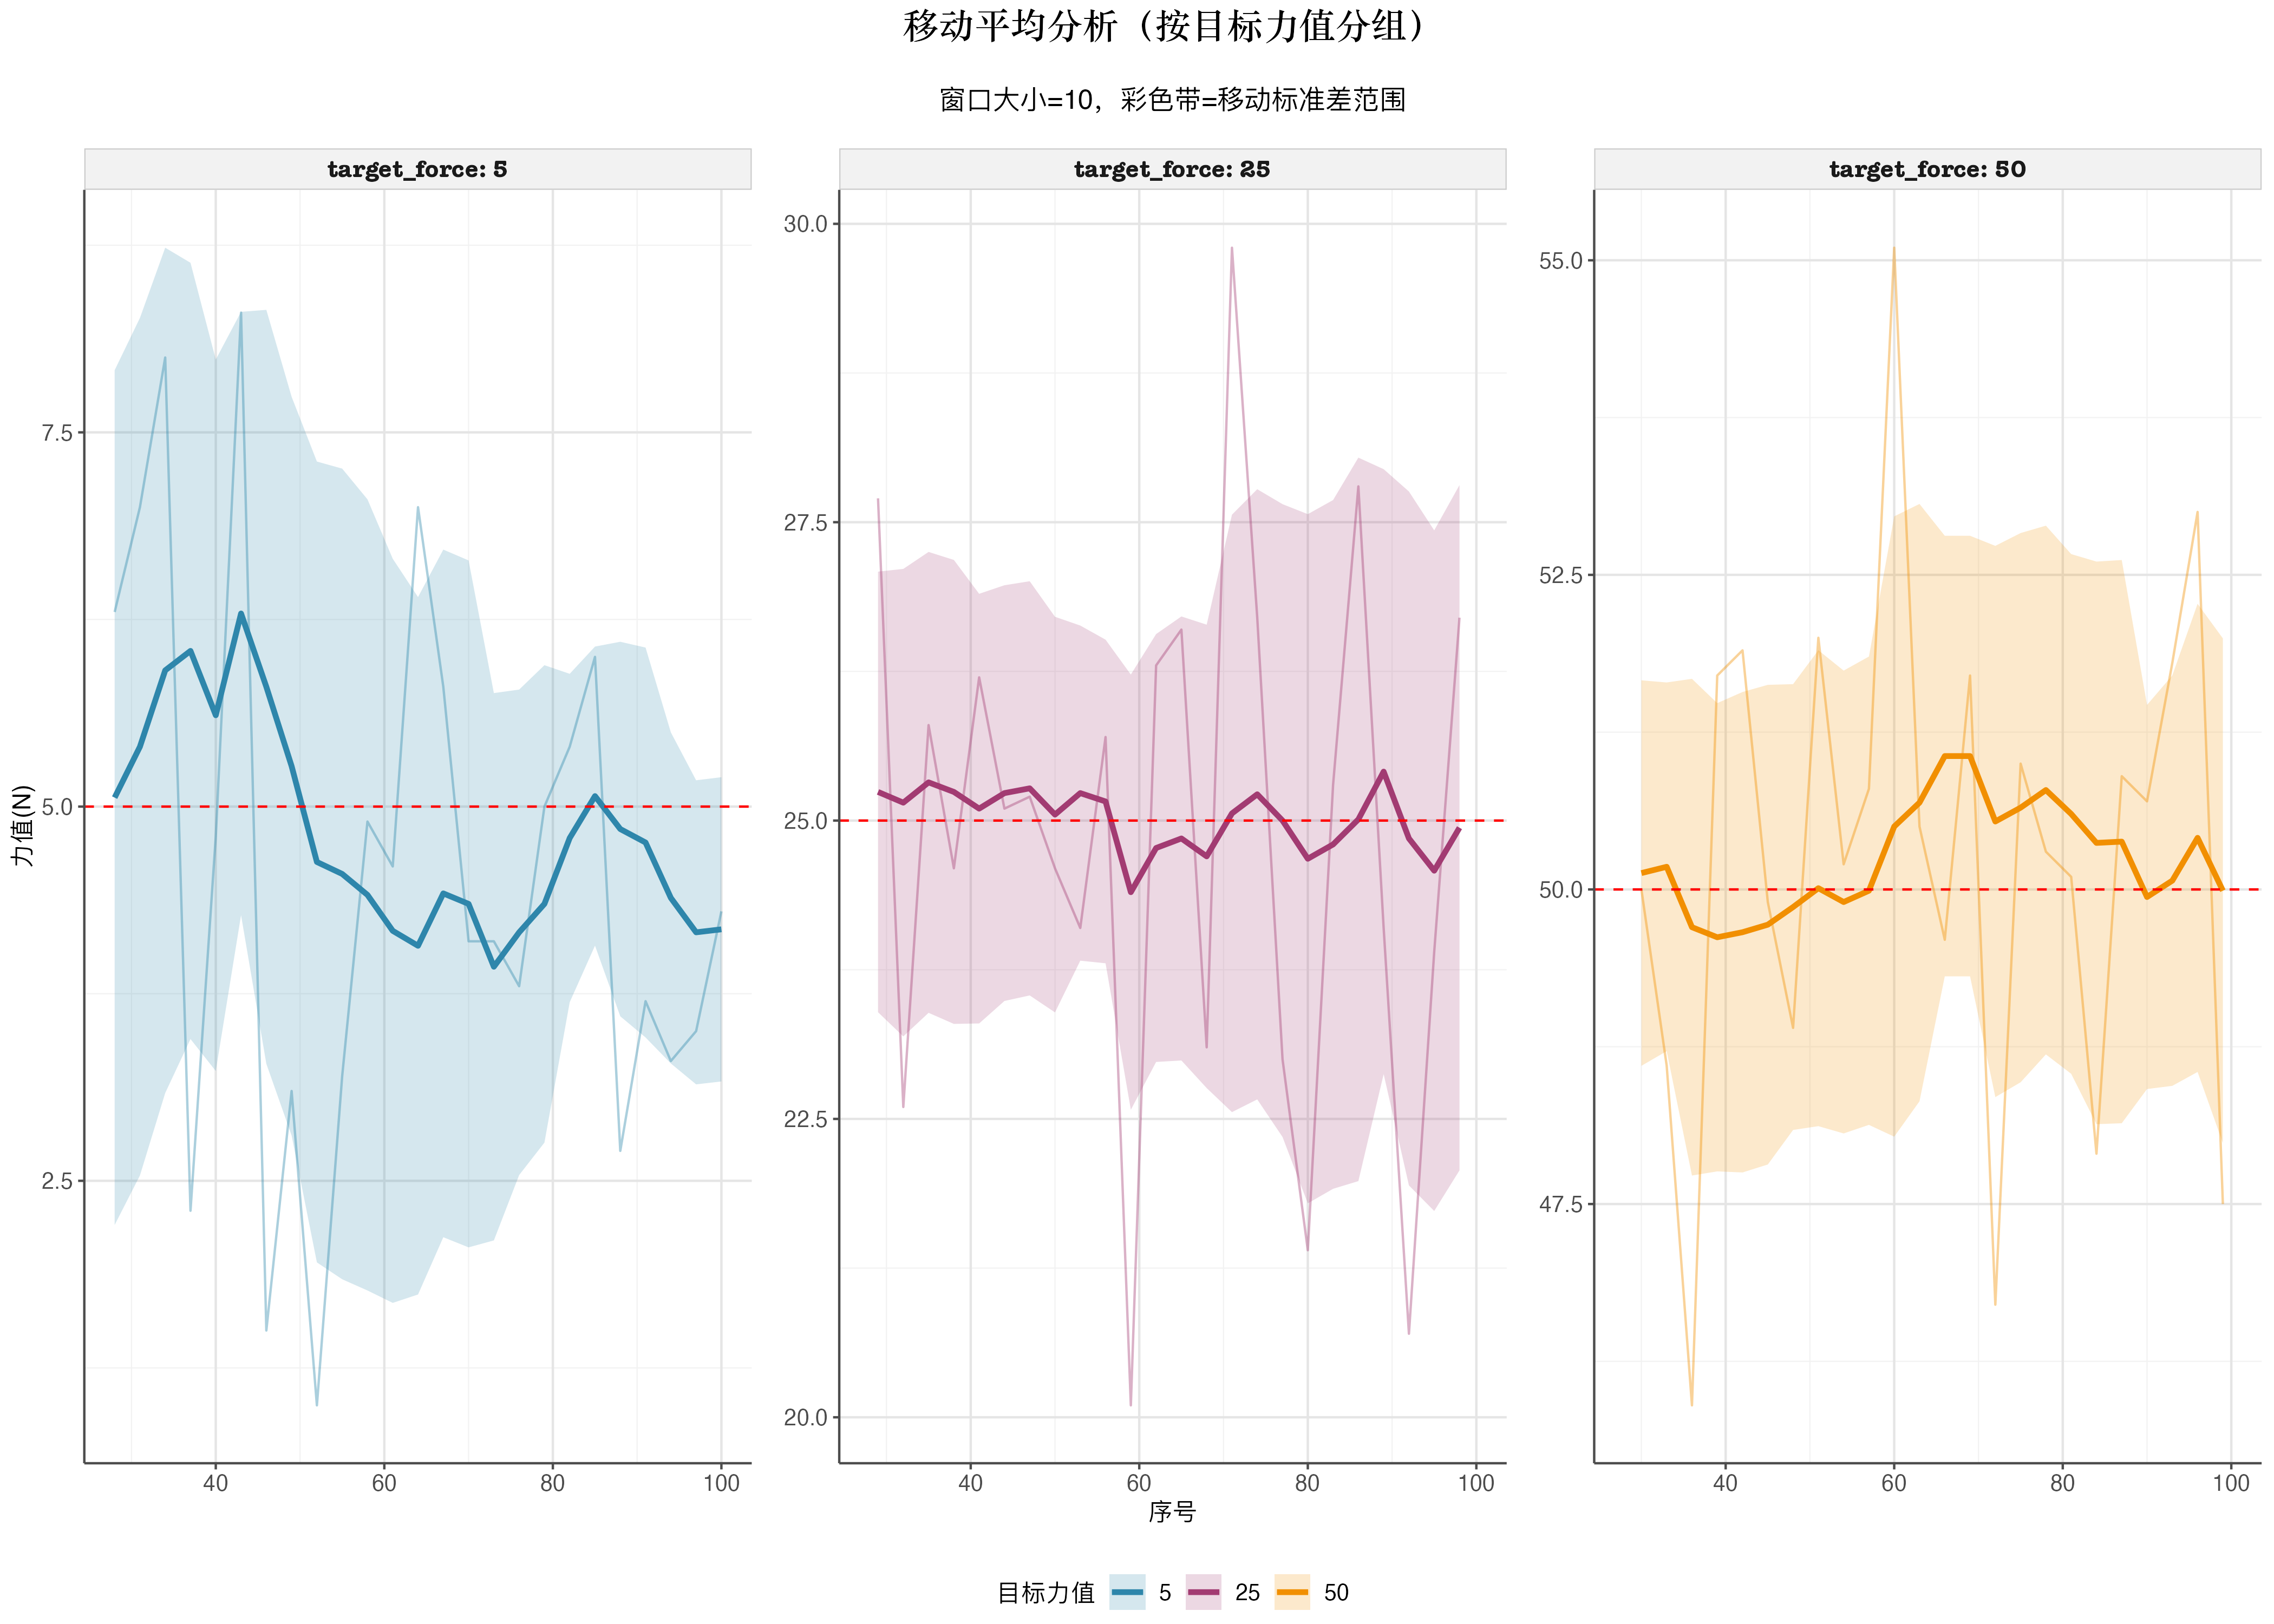 移动平均分析（按目标力值分组）
窗口大小=10，彩色带=移动标准差范围
target_force: 5
target_force: 25
target_force: 50
力值(N)
7.5
5.0
2.5
30.0
27.5
25.0
22.5
20.0
55.0
52.5
50.0
47.5
40 60 80 100
40 60 80 100
40 60 80 100
序号
目标力值 5 25 50